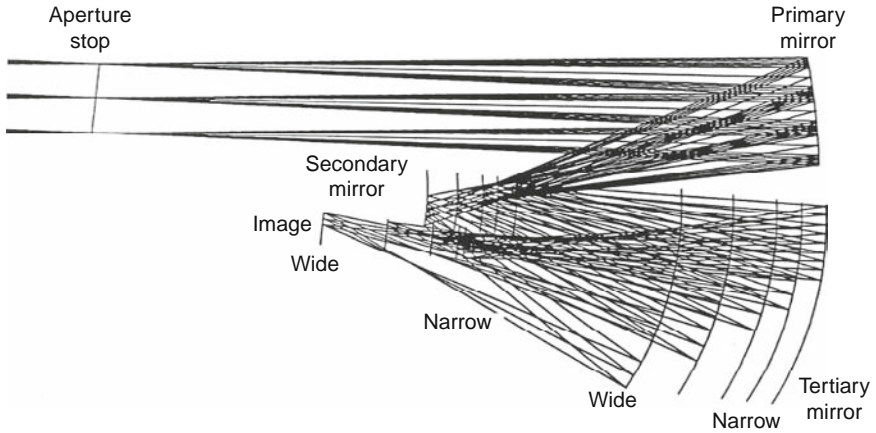 Aperture
stop
Primary
mirror
Secondary
mirror
Image
Wide
Narrow
Wide
Narrow
Tertiary
mirror